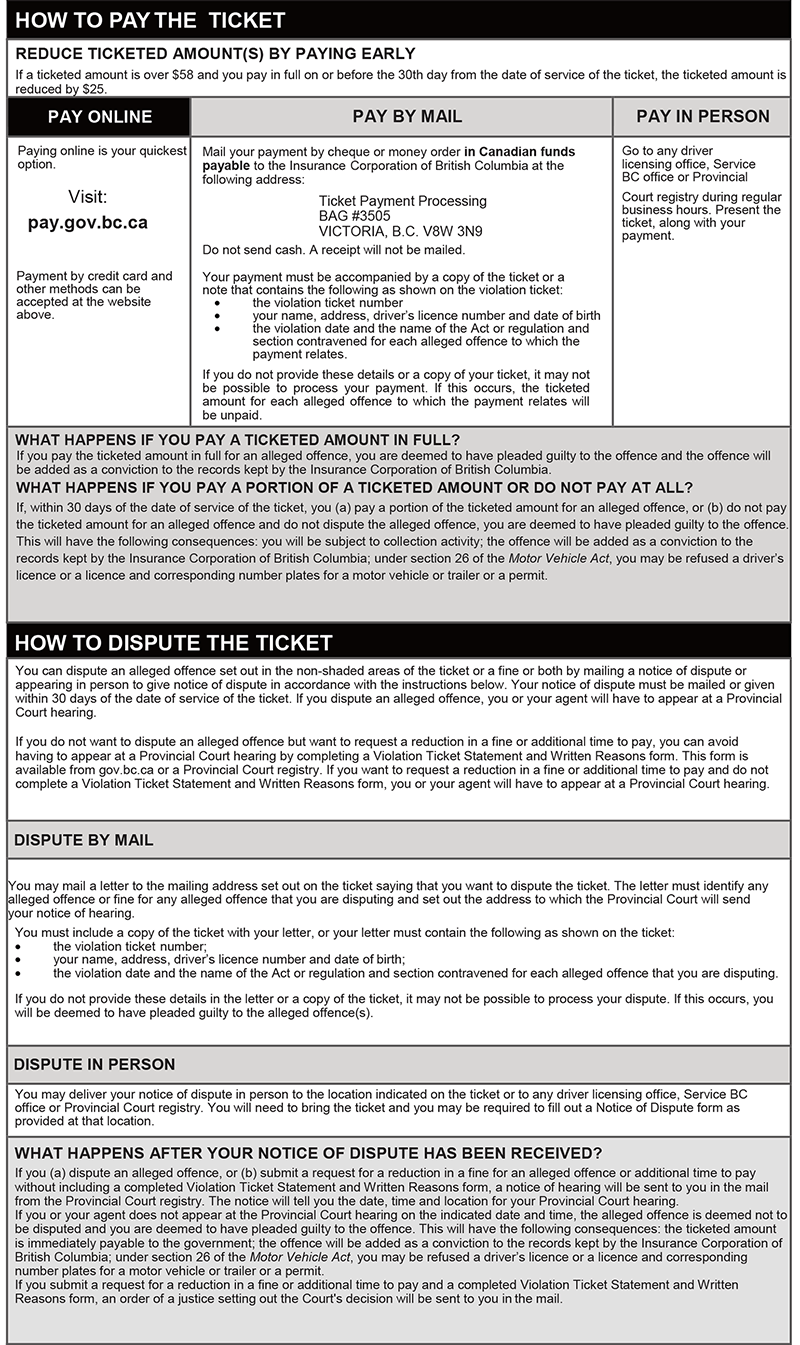 HOW TO PAY THE TICKET
REDUCE TICKETED AMOUNT(S) BY PAYING EARLY
If a ticketed amount is over $58 and you pay in full on or before the 30th day from the date of service of the ticket, the ticketed amount is
reduced by $25.
PAY ONLINE
Paying online is your quickest
option.
Visit:
pay.gov.bc.ca
Payment by credit card and
other methods can be
accepted at the website
above.
PAY BY MAIL
Mail your payment by cheque or money order in Canadian funds
payable to the Insurance Corporation of British Columbia at the
following address:
Ticket Payment Processing
BAG #3505
VICTORIA, B.C. V8W 3N9
Do not send cash. A receipt will not be mailed.
Your payment must be accompanied by a copy of the ticket or a
note that contains the following as shown on the violation ticket:
• the violation ticket number
• your name, address, driver's licence number and date of birth
• the violation date and the name of the Act or regulation and
section contravened for each alleged offence to which the
payment relates.
If you do not provide these details or a copy of your ticket, it may not
be possible to process your payment. If this occurs, the ticketed
amount for each alleged offence to which the payment relates will
be unpaid.
PAY IN PERSON
Go to any driver
licensing office, Service
BC office or Provincial
Court registry during regular
business hours. Present the
ticket, along with your
payment.
WHAT HAPPENS IF YOU PAY A TICKETED AMOUNT IN FULL?
If you pay the ticketed amount in full for an alleged offence, you are deemed to have pleaded guilty to the offence and the offence will
be added as a conviction to the records kept by the Insurance Corporation of British Columbia.
WHAT HAPPENS IF YOU PAY A PORTION OF A TICKETED AMOUNT OR DO NOT PAY AT ALL?
If, within 30 days of the date of service of the ticket, you (a) pay a portion of the ticketed amount for an alleged offence, or (b) do not pay
the ticketed amount for an alleged offence and do not dispute the alleged offence, you are deemed to have pleaded guilty to the offence.
This will have the following consequences: you will be subject to collection activity; the offence will be added as a conviction to the
records kept by the Insurance Corporation of British Columbia; under section 26 of the Motor Vehicle Act, you may be refused a driver's
licence or a licence and corresponding number plates for a motor vehicle or trailer or a permit.
HOW TO DISPUTE THE TICKET
You can dispute an alleged offence set out in the non-shaded areas of the ticket or a fine or both by mailing a notice of dispute or
appearing in person to give notice of dispute in accordance with the instructions below. Your notice of dispute must be mailed or given
within 30 days of the date of service of the ticket. If you dispute an alleged offence, you or your agent will have to appear at a Provincial
Court hearing.
If you do not want to dispute an alleged offence but want to request a reduction in a fine or additional time to pay, you can avoid
having to appear at a Provincial Court hearing by completing a Violation Ticket Statement and Written Reasons form. This form is
available from gov.bc.ca or a Provincial Court registry. If you want to request a reduction in a fine or additional time to pay and do not
complete a Violation Ticket Statement and Written Reasons form, you or your agent will have to appear at a Provincial Court hearing.
DISPUTE BY MAIL
You may mail a letter to the mailing address set out on the ticket saying that you want to dispute the ticket. The letter must identify any
alleged offence or fine for any alleged offence that you are disputing and set out the address to which the Provincial Court will send
your notice of hearing.
You must include a copy of the ticket with your letter, or your letter must contain the following as shown on the ticket:
• the violation ticket number;
• your name, address, driver's licence number and date of birth;
• the violation date and the name of the Act or regulation and section contravened for each alleged offence that you are disputing.
If you do not provide these details in the letter or a copy of the ticket, it may not be possible to process your dispute. If this occurs, you
will be deemed to have pleaded guilty to the alleged offence(s).
DISPUTE IN PERSON
You may deliver your notice of dispute in person to the location indicated on the ticket or to any driver licensing office, Service BC
office or Provincial Court registry. You will need to bring the ticket and you may be required to fill out a Notice of Dispute form as
provided at that location.
WHAT HAPPENS AFTER YOUR NOTICE OF DISPUTE HAS BEEN RECEIVED?
If you (a) dispute an alleged offence, or (b) submit a request for a reduction in a fine for an alleged offence or additional time to pay
without including a completed Violation Ticket Statement and Written Reasons form, a notice of hearing will be sent to you in the mail
from the Provincial Court registry. The notice will tell you the date, time and location for your Provincial Court hearing.
If you or your agent does not appear at the Provincial Court hearing on the indicated date and time, the alleged offence is deemed not to
be disputed and you are deemed to have pleaded guilty to the offence. This will have the following consequences: the ticketed amount
is immediately payable to the government; the offence will be added as a conviction to the records kept by the Insurance Corporation of
British Columbia; under section 26 of the Motor Vehicle Act, you may be refused a driver's licence or a licence and corresponding
number plates for a motor vehicle or trailer or a permit.
If you submit a request for a reduction in a fine or additional time to pay and a completed Violation Ticket Statement and Written
Reasons form, an order of a justice setting out the Court's decision will be sent to you in the mail.